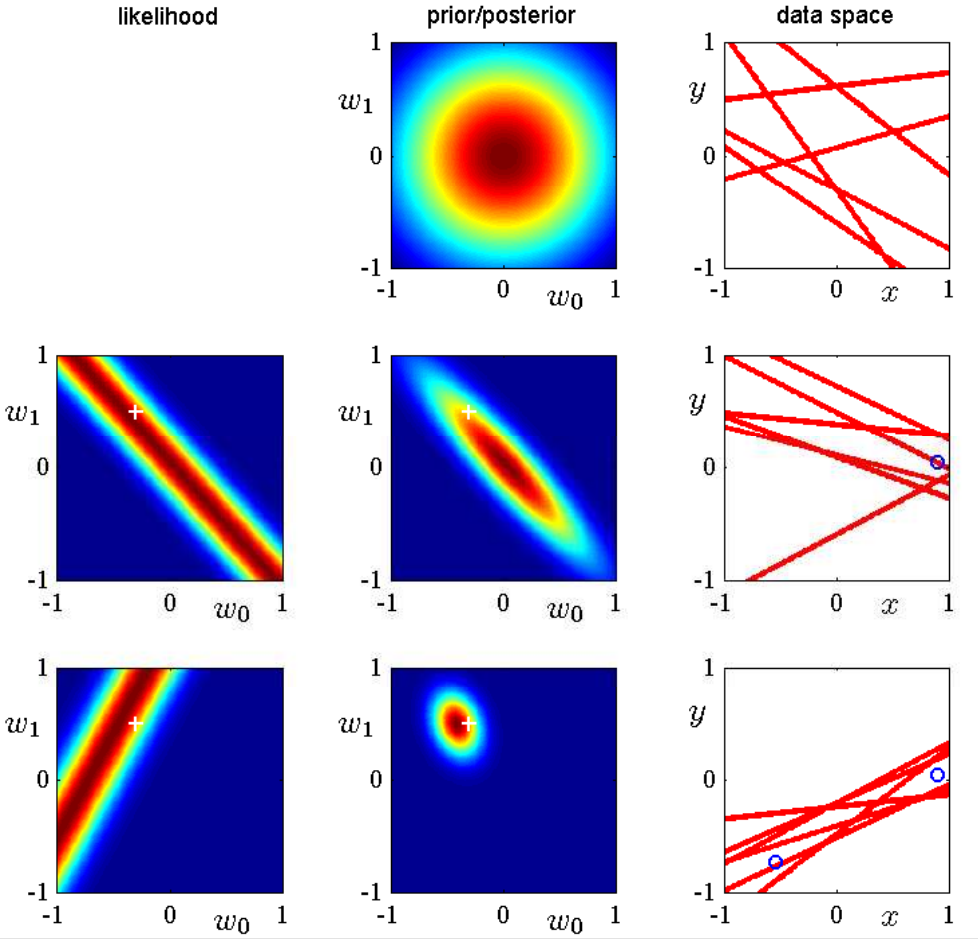 likelihood prior/posterior data space
1 1
w₁ y
0 0
-1 -1
-1 0 w₀ 1 -1 0 x 1
1 1 1
w₁ w₁ y
0 0 0
-1 -1 -1
-1 0 w₀ 1 -1 0 w₀ 1 -1 0 x 1
1 1 1
w₁ w₁ y
0 0 0
-1 -1 -1
-1 0 w₀ 1 -1 0 w₀ 1 -1 0 x 1